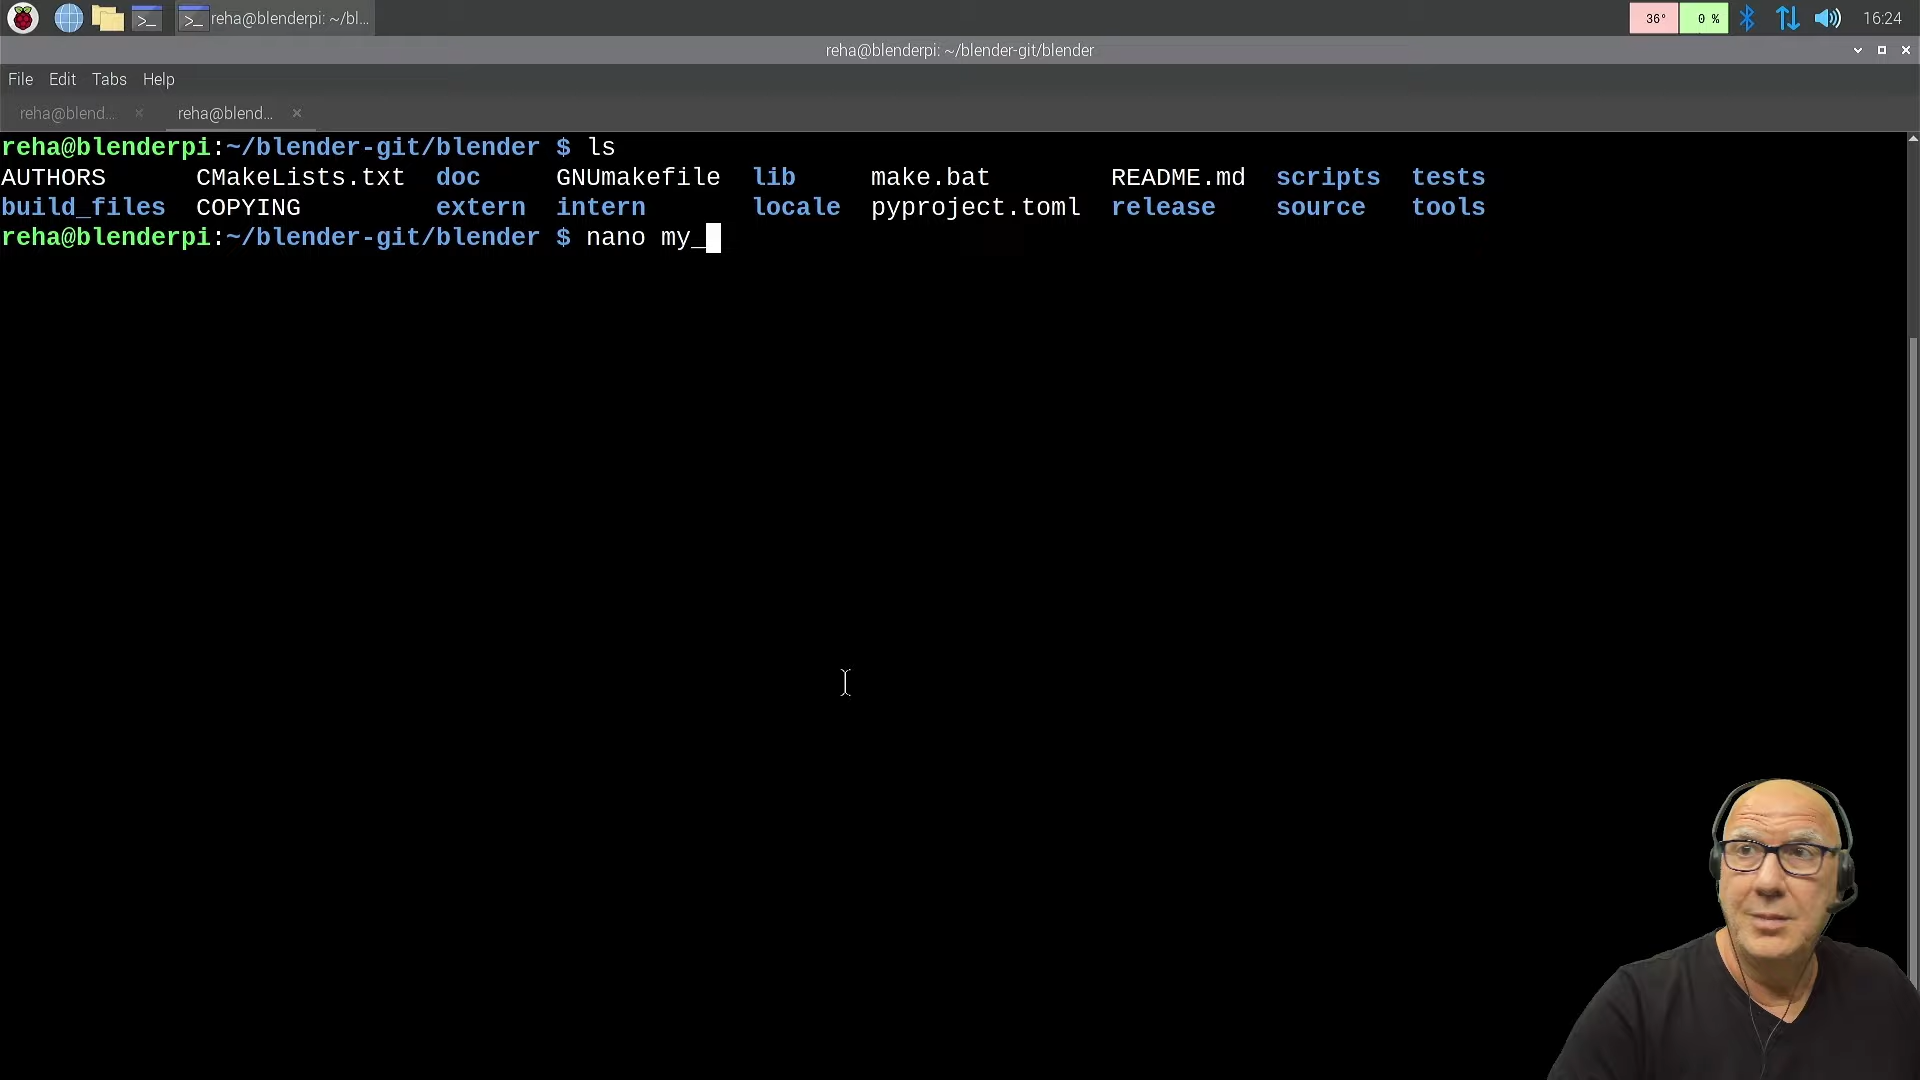 reha@blenderpi: ~/bl...
36°
0 %
16:24
reha@blenderpi: ~/blender-git/blender
File Edit Tabs Help
reha@blend...
reha@blend...
reha@blenderpi:~/blender-git/blender $ ls
AUTHORS CMakeLists.txt doc GNUmakefile lib make.bat README.md scripts tests
build_files COPYING extern intern locale pyproject.toml release source tools
reha@blenderpi:~/blender-git/blender $ nano my_